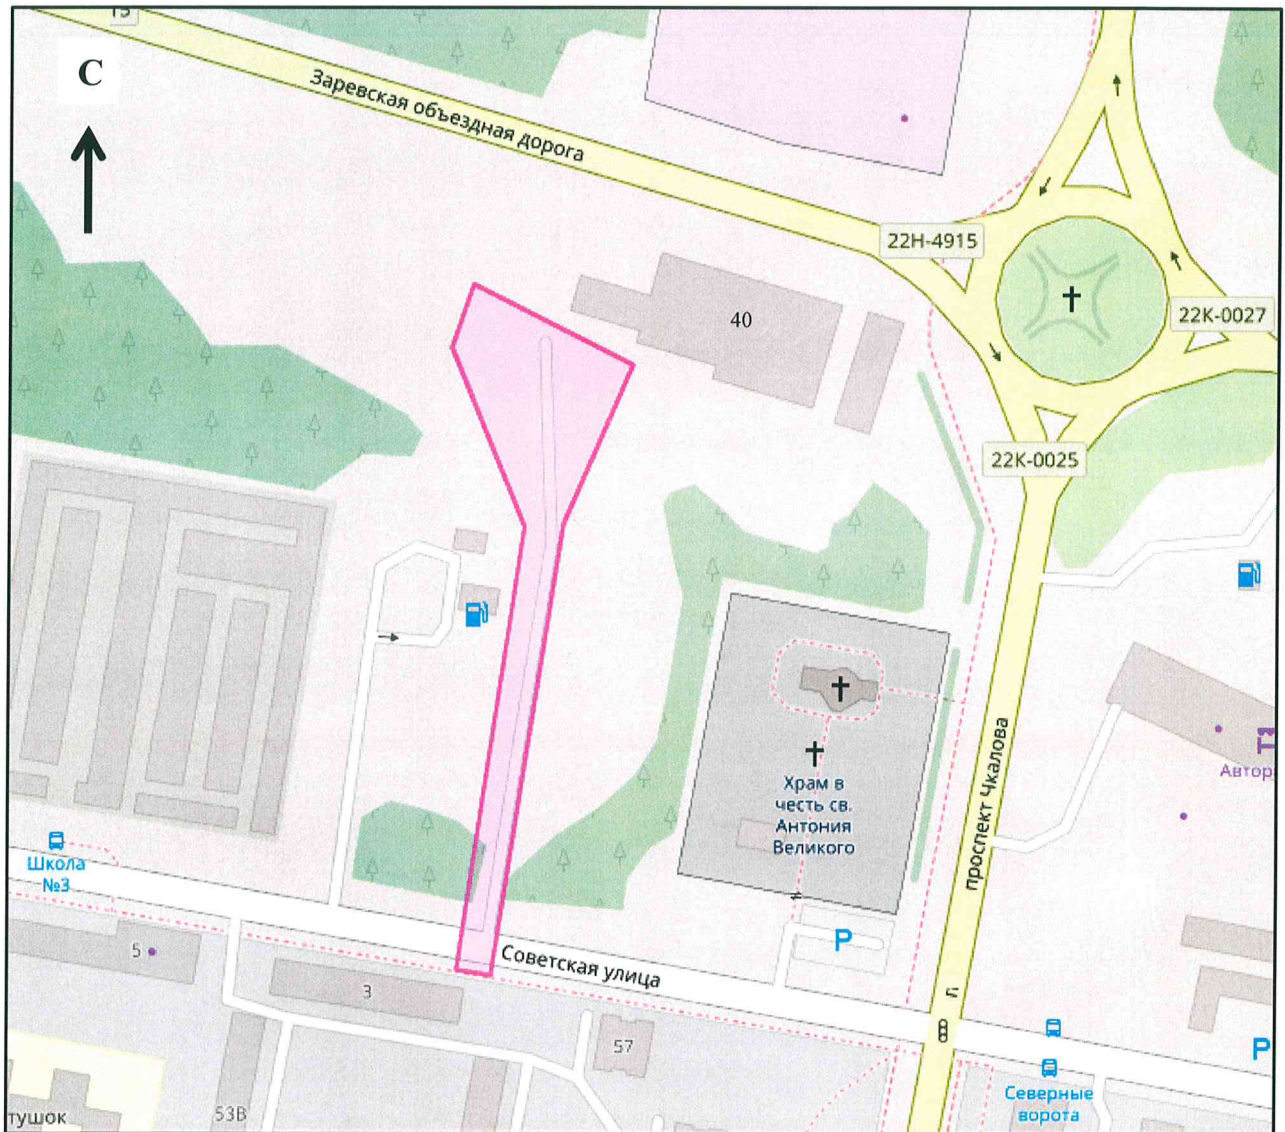 15
С
Заревская объездная дорога
22Н-4915
22К-0027
40
22К-0025
проспект Чкалова
Автор
Храм в
честь св.
Антония
Великого
Школа
№3
5
3
Советская улица
P
57
53В
тушок
P
Северные
ворота